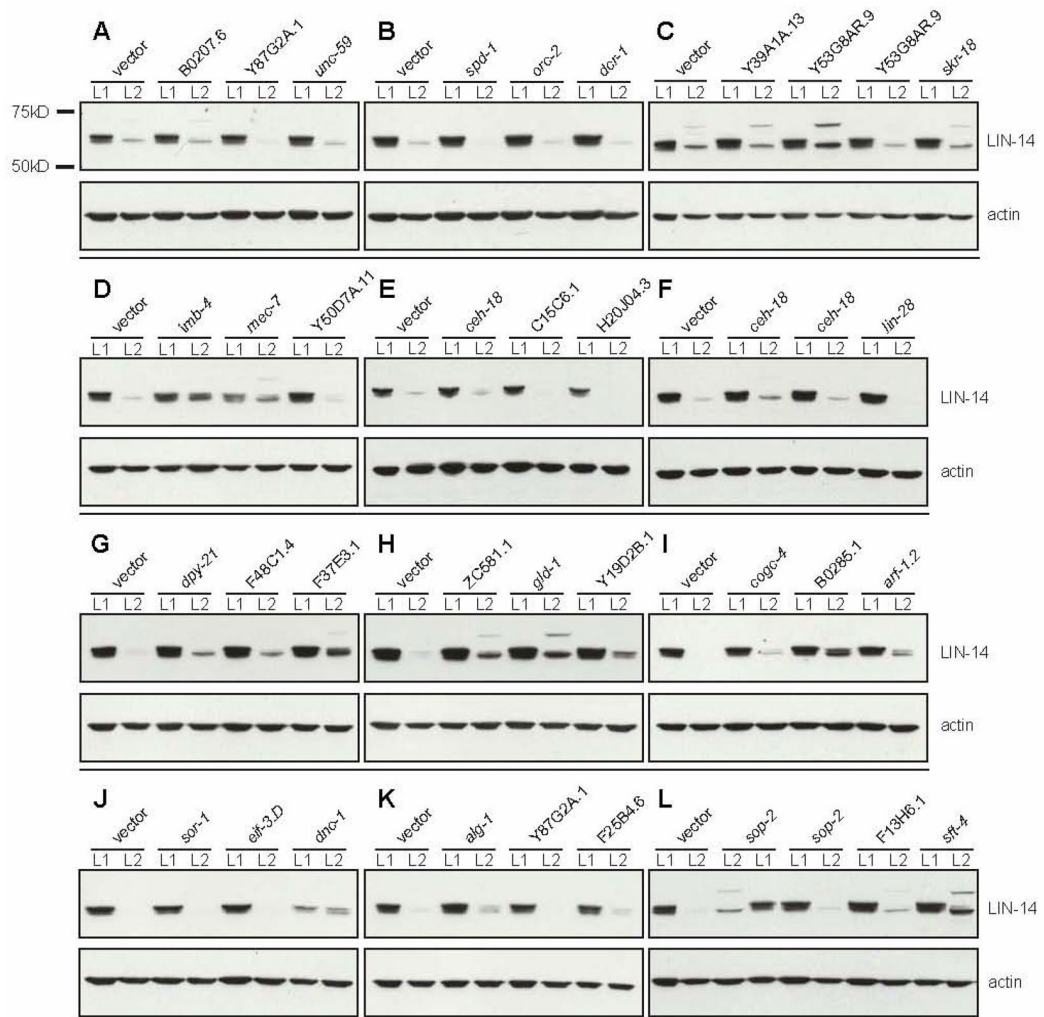 A B C
vector B0207.6 Y87G2A.1 unc-59 vector spd-1 orc-2 dcr-1 vector Y39A1A.13 Y53G8AR.9 Y53G8AR.9 skr-18
L1 L2 L1 L2 L1 L2 L1 L2 L1 L2 L1 L2 L1 L2 L1 L2 L1 L2 L1 L2 L1 L2 L1 L2 L1 L2
75kD
50kD
LIN-14
actin
D E F
vector imb-4 mec-7 Y50D7A.11 vector ceh-18 C15C6.1 H20J04.3 vector ceh-18 ceh-18 lin-28
L1 L2 L1 L2 L1 L2 L1 L2 L1 L2 L1 L2 L1 L2 L1 L2 L1 L2 L1 L2 L1 L2 L1 L2
LIN-14
actin
G H I
vector dpy-21 F48C1.4 F37E3.1 vector ZC581.1 gld-1 Y19D2B.1 vector cogc-4 B0285.1 arf-1.2
L1 L2 L1 L2 L1 L2 L1 L2 L1 L2 L1 L2 L1 L2 L1 L2 L1 L2 L1 L2 L1 L2 L1 L2
LIN-14
actin
J K L
vector sor-1 eif-3.D dnc-1 vector alg-1 Y87G2A.1 F25B4.6 vector sop-2 sop-2 F13H6.1 sft-4
L1 L2 L1 L2 L1 L2 L1 L2 L1 L2 L1 L2 L1 L2 L1 L2 L1 L2 L2 L1 L1 L2 L1 L2 L1 L2
LIN-14
actin